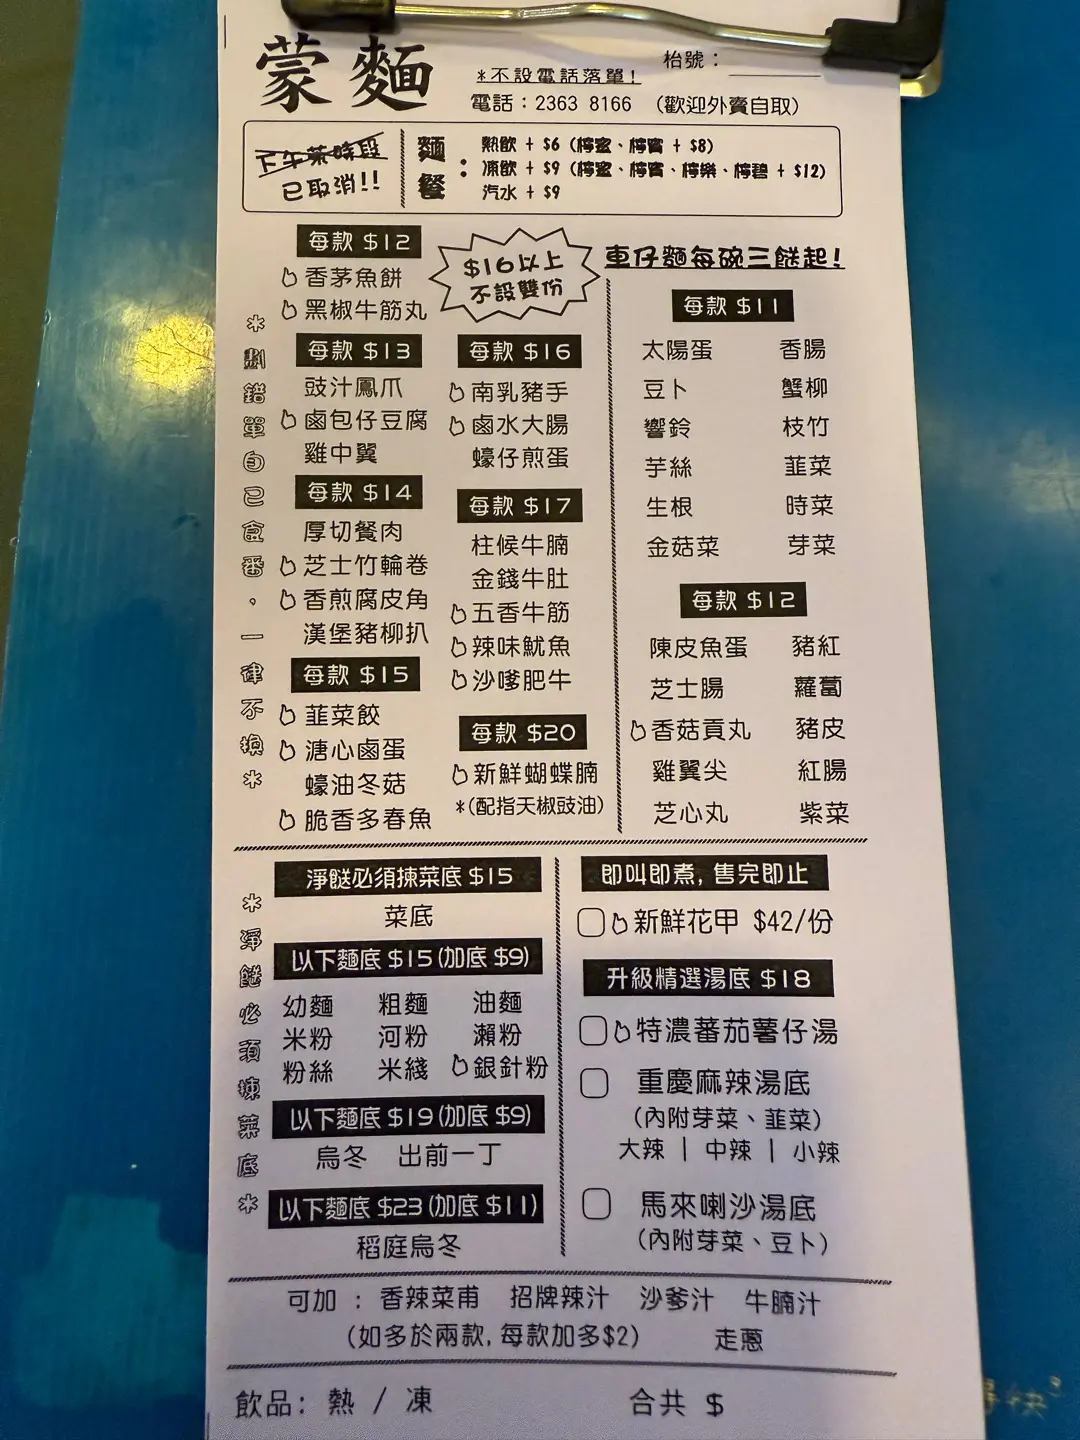 蒙麵
枱號：
*不設電話落單!
電話：2363 8166 (歡迎外賣自取)
下午茶時段
已取消!!
麵餐：
熱飲 + $6 (檸蜜、檸賓 + $8)
凍飲 + $9 (檸蜜、檸賓、檸樂、檸碧 + $12)
汽水 + $9
*劃錯單自己食番，一律不換*
每款 $12
香茅魚餅
黑椒牛筋丸
每款 $13
豉汁鳳爪
鹵包仔豆腐
雞中翼
每款 $14
厚切餐肉
芝士竹輪卷
香煎腐皮角
漢堡豬柳扒
每款 $15
韮菜餃
溏心鹵蛋
蠔油冬菇
脆香多春魚
$16以上
不設雙份
每款 $16
南乳豬手
鹵水大腸
蠔仔煎蛋
每款 $17
柱候牛腩
金錢牛肚
五香牛筋
辣味魷魚
沙嗲肥牛
每款 $20
新鮮蝴蝶腩
*(配指天椒豉油)
車仔麵每碗三餸起!
每款 $11
太陽蛋 香腸
豆卜 蟹柳
響鈴 枝竹
芋絲 韮菜
生根 時菜
金菇菜 芽菜
每款 $12
陳皮魚蛋 豬紅
芝士腸 蘿蔔
香菇貢丸 豬皮
雞翼尖 紅腸
芝心丸 紫菜
*淨餸必須揀菜底*
淨餸必須揀菜底 $15
菜底
以下麵底 $15 (加底 $9)
幼麵 粗麵 油麵
米粉 河粉 瀨粉
粉絲 米綫 銀針粉
以下麵底 $19 (加底 $9)
烏冬 出前一丁
以下麵底 $23 (加底 $11)
稻庭烏冬
即叫即煮, 售完即止
新鮮花甲 $42/份
升級精選湯底 $18
特濃蕃茄薯仔湯
重慶麻辣湯底
(內附芽菜、韮菜)
大辣 | 中辣 | 小辣
馬來喇沙湯底
(內附芽菜、豆卜)
可加 : 香辣菜甫 招牌辣汁 沙爹汁 牛腩汁
(如多於兩款, 每款加多$2) 走蔥
飲品: 熱 / 凍 合共 $